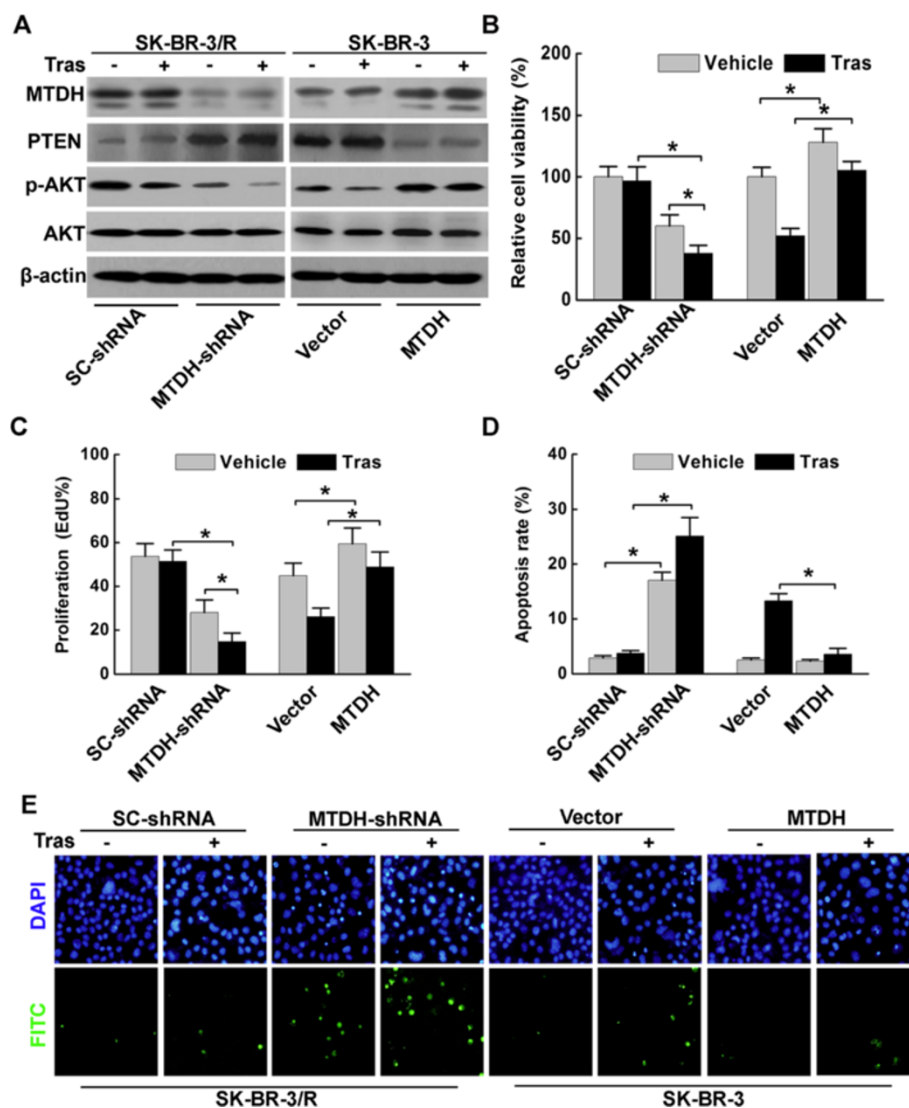 A
SK-BR-3/R SK-BR-3
Tras - + - + - + - +
MTDH
PTEN
p-AKT
AKT
β-actin
SC-shRNA MTDH-shRNA Vector MTDH
B
Vehicle Tras
Relative cell viability (%)
200
150
100
50
0
* * * *
SC-shRNA MTDH-shRNA Vector MTDH
C
Vehicle Tras
Proliferation (EdU%)
100
80
60
40
20
0
* * * *
SC-shRNA MTDH-shRNA Vector MTDH
D
Vehicle Tras
Apoptosis rate (%)
40
30
20
10
0
* * *
SC-shRNA MTDH-shRNA Vector MTDH
E
SC-shRNA MTDH-shRNA Vector MTDH
Tras - + - + - + - +
DAPI
FITC
SK-BR-3/R SK-BR-3